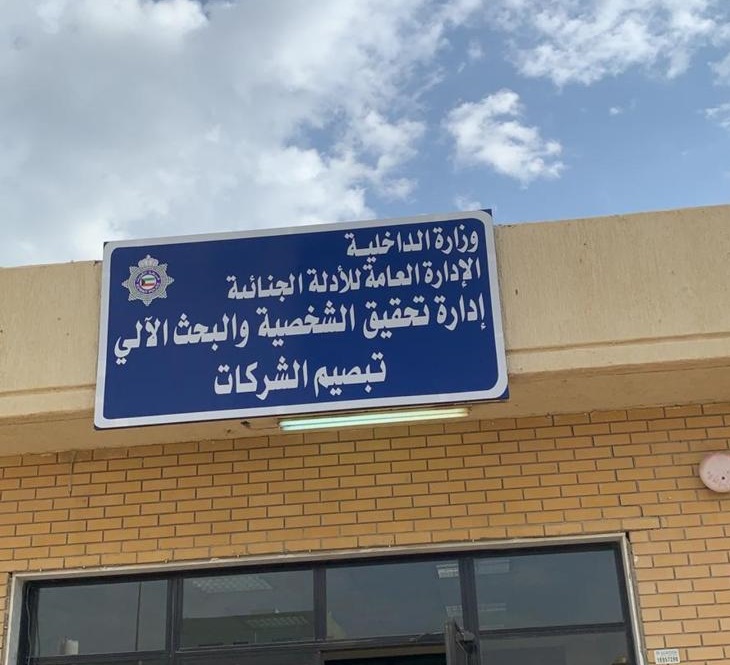 وزارة الداخلية
الإدارة العامة للأدلة الجنائية
إدارة تحقيق الشخصية والبحث الآلي
تبصيم الشركات